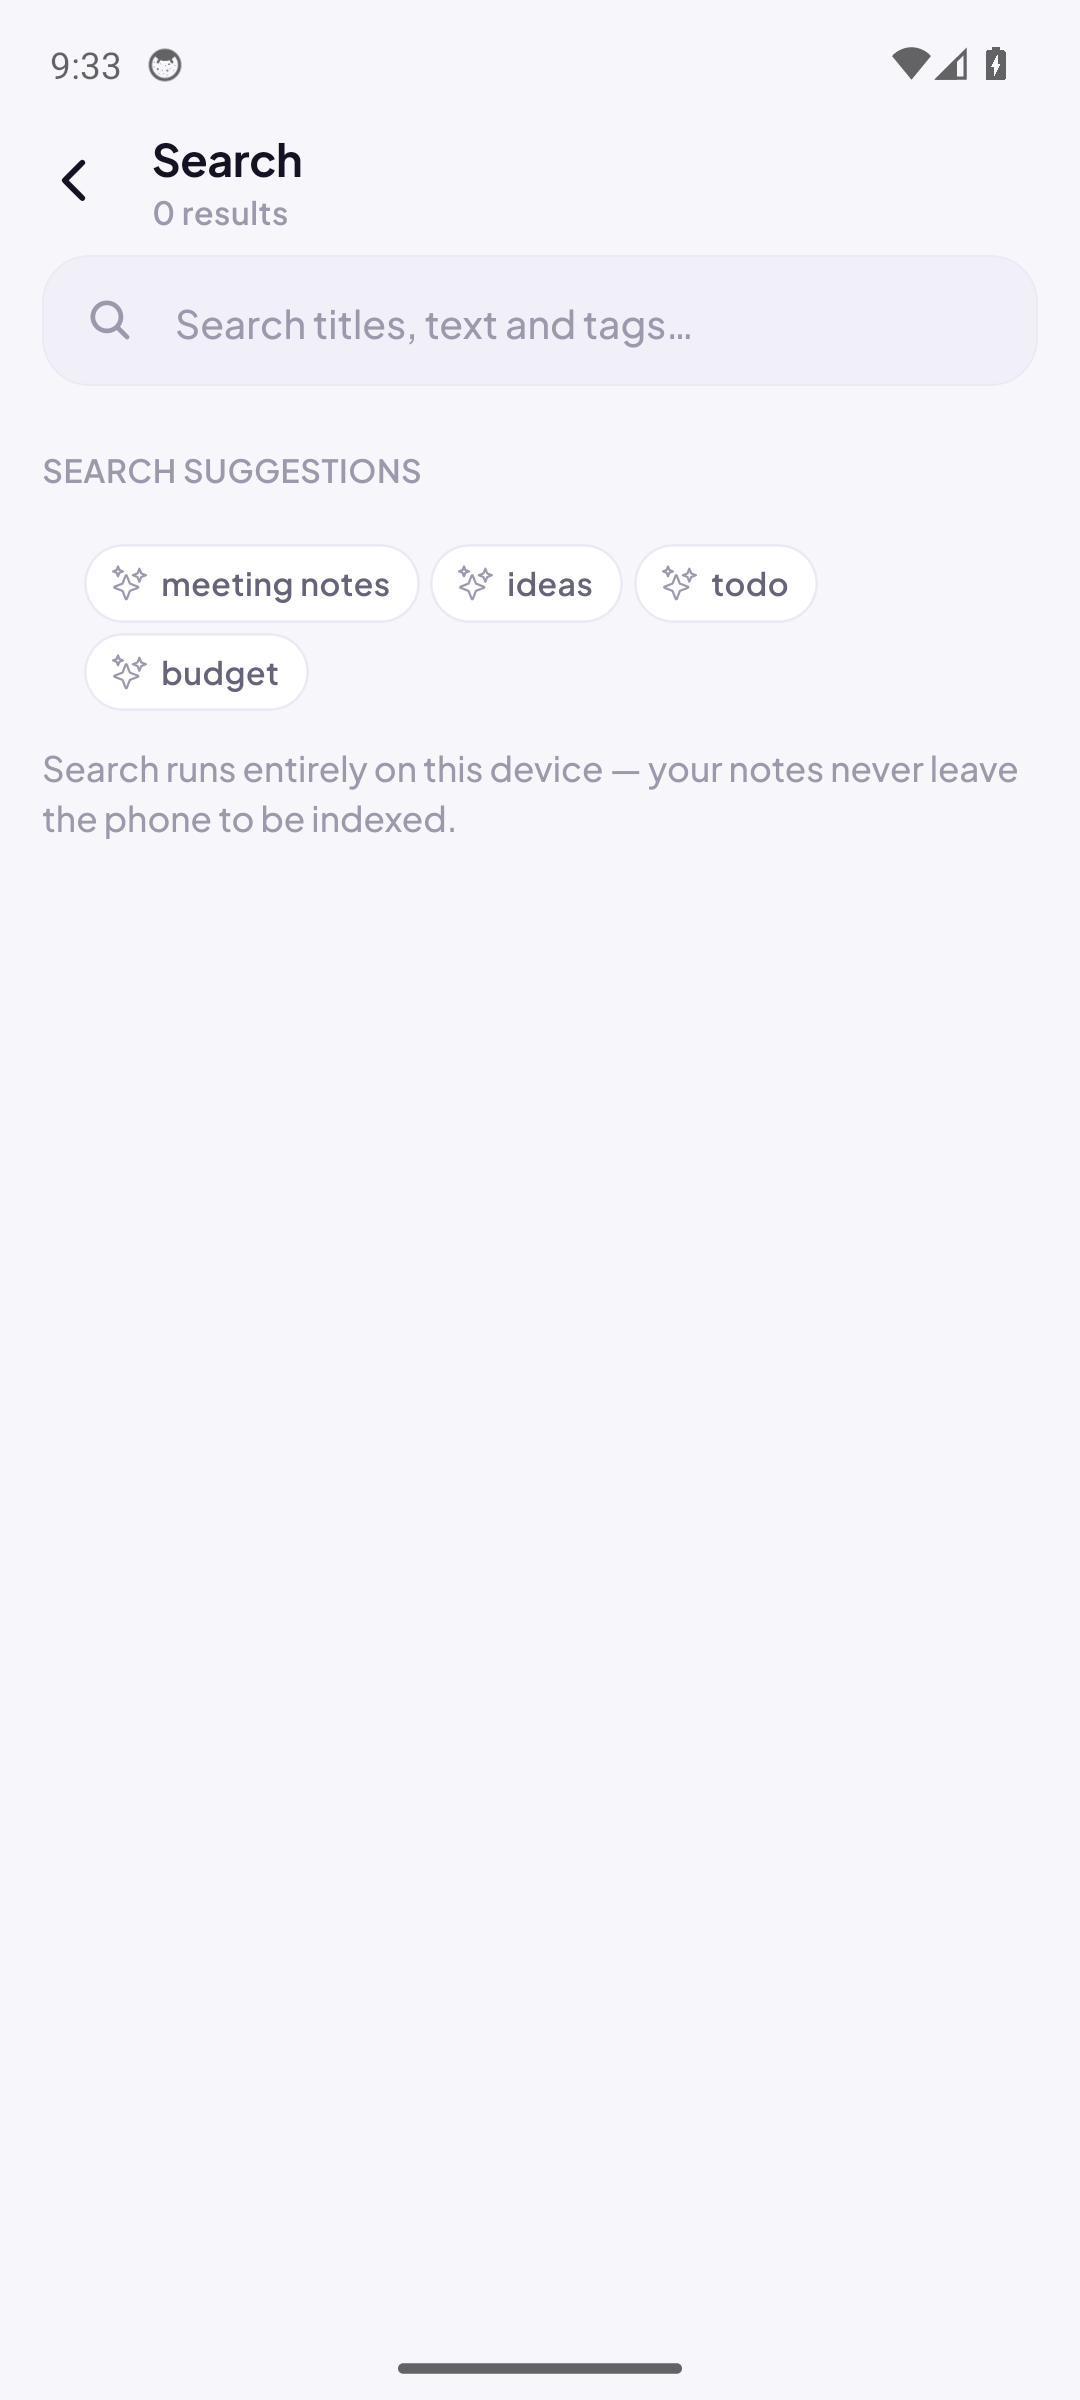 9:33
Search
0 results
Search titles, text and tags...
SEARCH SUGGESTIONS
meeting notes
ideas
todo
budget
Search runs entirely on this device — your notes never leave
the phone to be indexed.